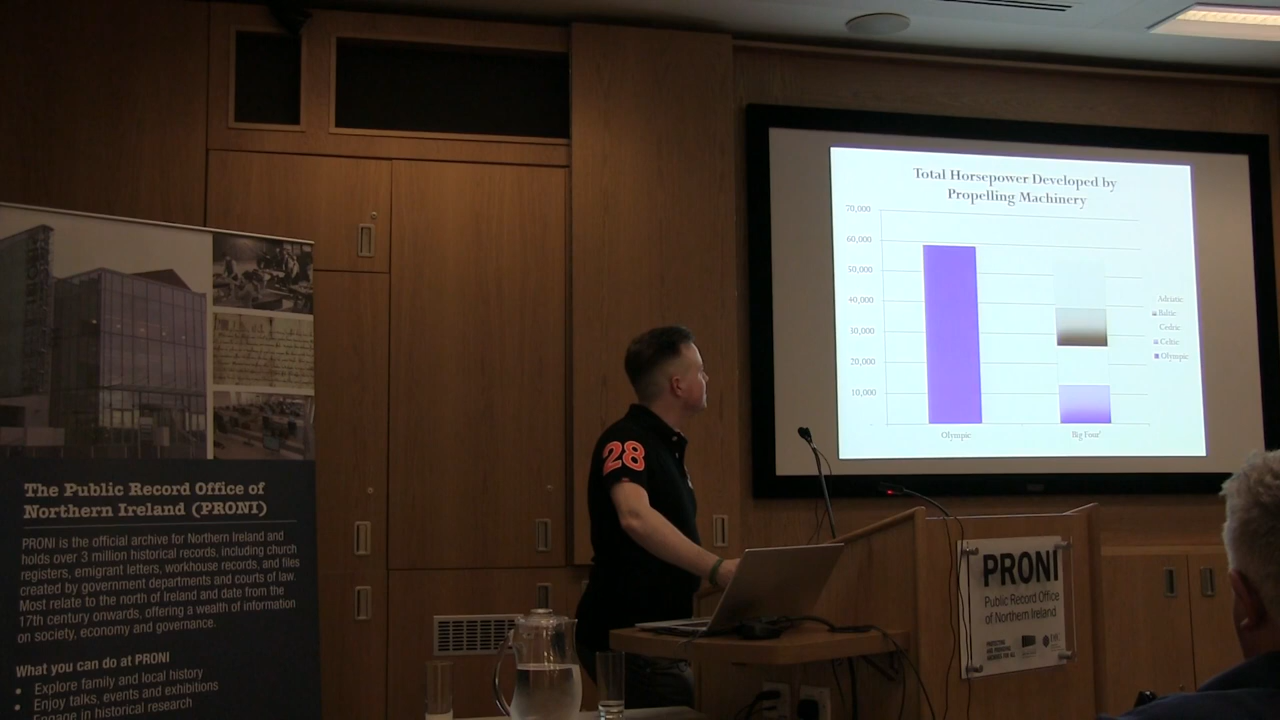 The Public Record Office of
Northern Ireland (PRONI)
PRONI is the official archive for Northern Ireland and
holds over 3 million historical records, including church
registers, emigrant letters, workhouse records, and files
created by government departments and courts of law.
Most relate to the north of Ireland and date from the
17th century onwards, offering a wealth of information
on society, economy and governance.
What you can do at PRONI
• Explore family and local history
• Enjoy talks, events and exhibitions
• Engage in historical research
28
Total Horsepower Developed by
Propelling Machinery
70,000
60,000
50,000
40,000
30,000
20,000
10,000
-
Olympic
Big Four'
Adriatic
Baltic
Cedric
Celtic
Olympic
PRONI
Public Record Office
of Northern Ireland